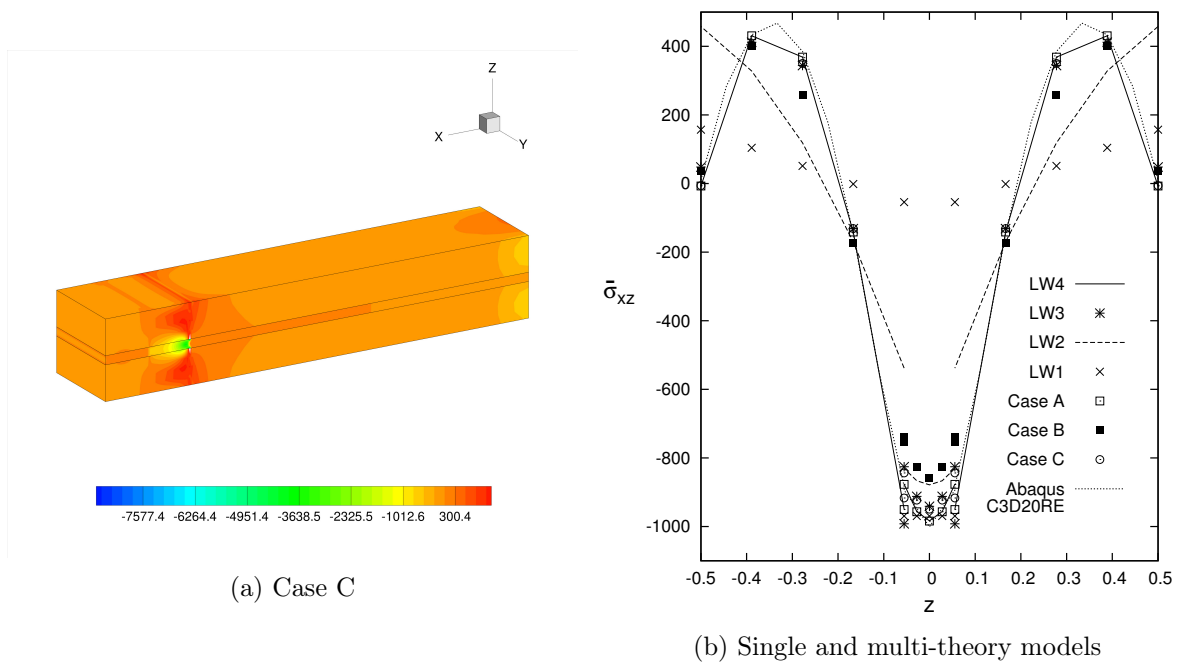 Z
X
Y
-7577.4 -6264.4 -4951.4 -3638.5 -2325.5 -1012.6 300.4
(a) Case C
400
200
0
-200
-400
-600
-800
-1000
σ̄xz
LW4
LW3
LW2
LW1
Case A
Case B
Case C
Abaqus
C3D20RE
-0.5 -0.4 -0.3 -0.2 -0.1 0 0.1 0.2 0.3 0.4 0.5
z
(b) Single and multi-theory models